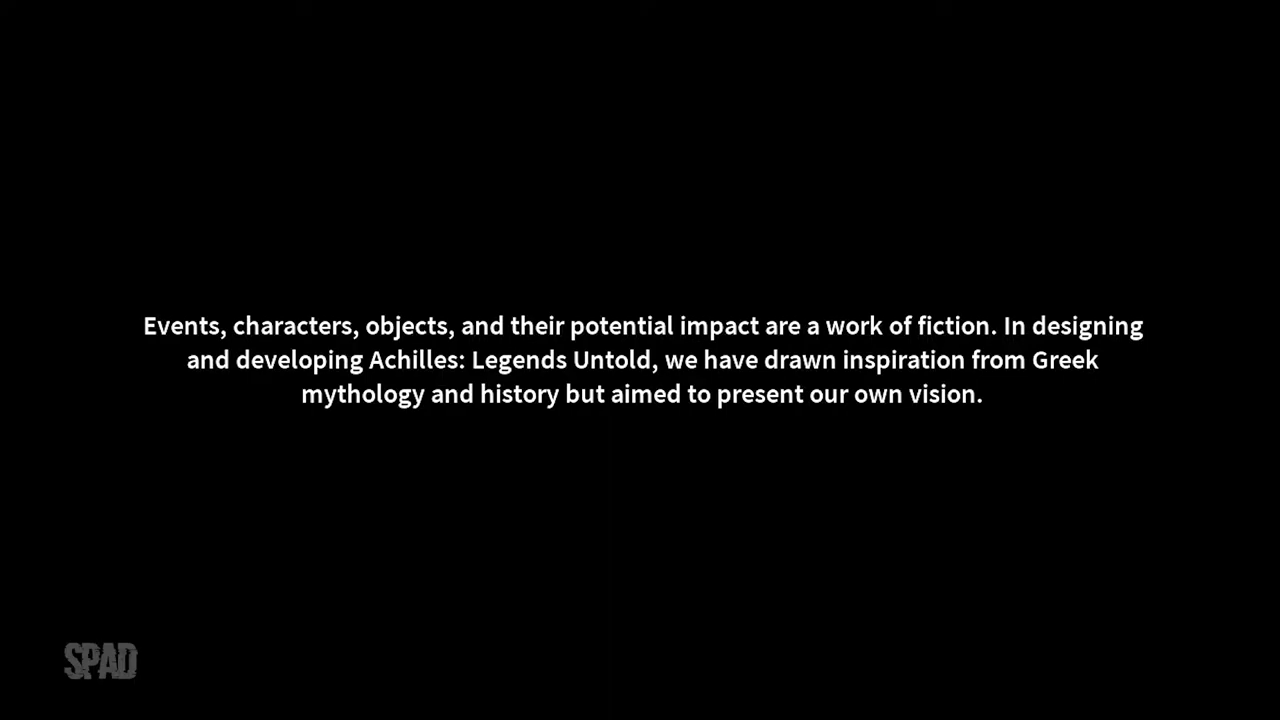 Events, characters, objects, and their potential impact are a work of fiction. In designing
and developing Achilles: Legends Untold, we have drawn inspiration from Greek
mythology and history but aimed to present our own vision.
SPAD